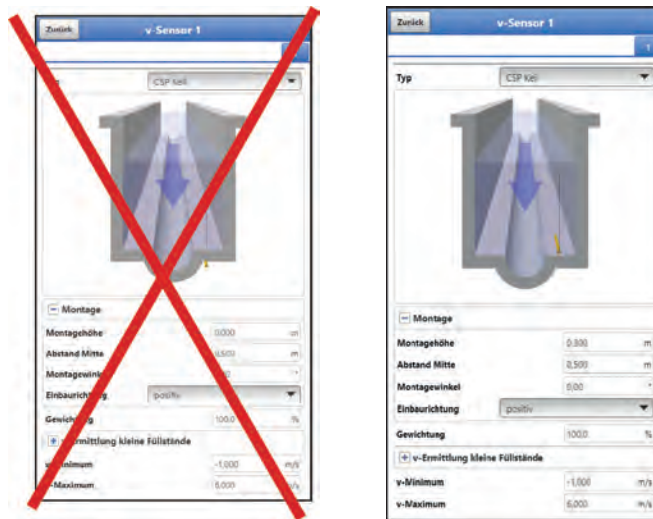 Zurück v-Sensor 1
CSP Keil
Montage
Montagehöhe 0,000 m
Abstand Mitte 0,500 m
Montagewinkel °
Einbaurichtung positiv
Gewichtung 100,0 %
v-Ermittlung kleine Füllstände
v-Minimum -1,000 m/s
v-Maximum 6,000 m/s
Zurück v-Sensor 1
1
Typ CSP Keil
Montage
Montagehöhe 0,300 m
Abstand Mitte 0,500 m
Montagewinkel 0,00 °
Einbaurichtung positiv
Gewichtung 100,0 %
v-Ermittlung kleine Füllstände
v-Minimum -1,000 m/s
v-Maximum 6,000 m/s